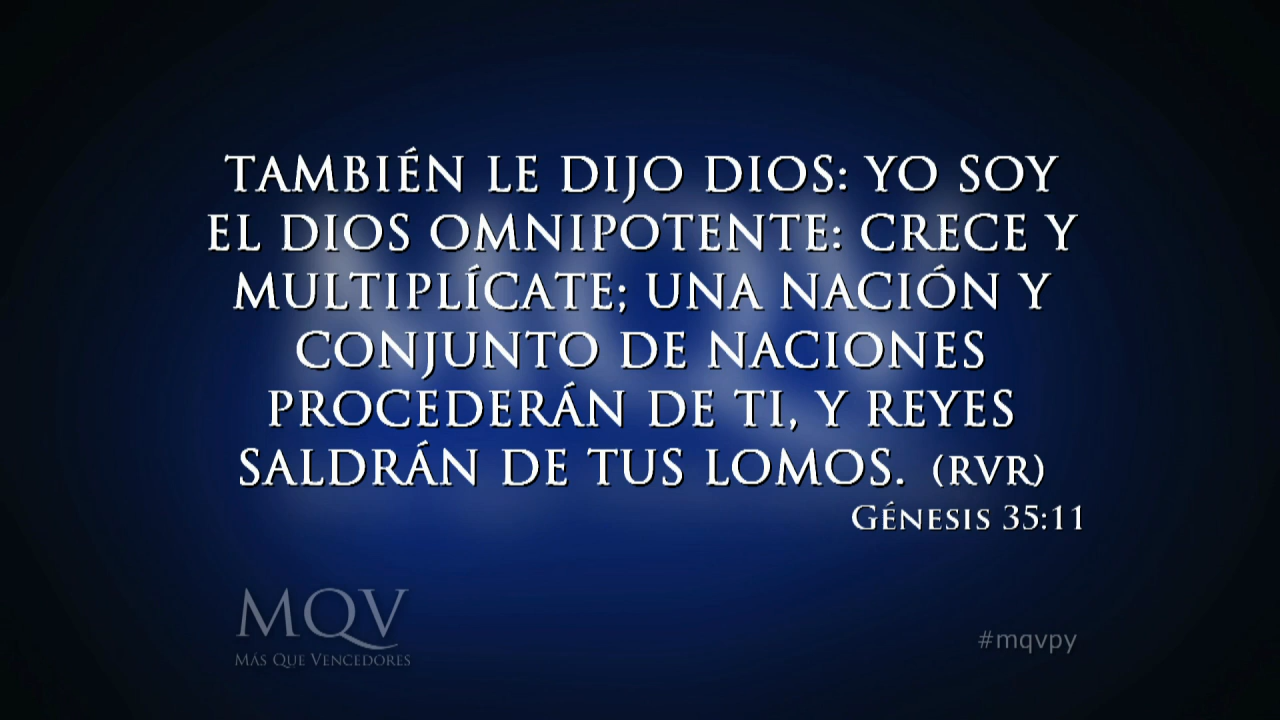 TAMBIÉN LE DIJO DIOS: YO SOY
EL DIOS OMNIPOTENTE: CRECE Y
MULTIPLÍCATE; UNA NACIÓN Y
CONJUNTO DE NACIONES
PROCEDERÁN DE TI, Y REYES
SALDRÁN DE TUS LOMOS. (RVR)
GÉNESIS 35:11
MQV
MÁS QUE VENCEDORES
#mqvpy